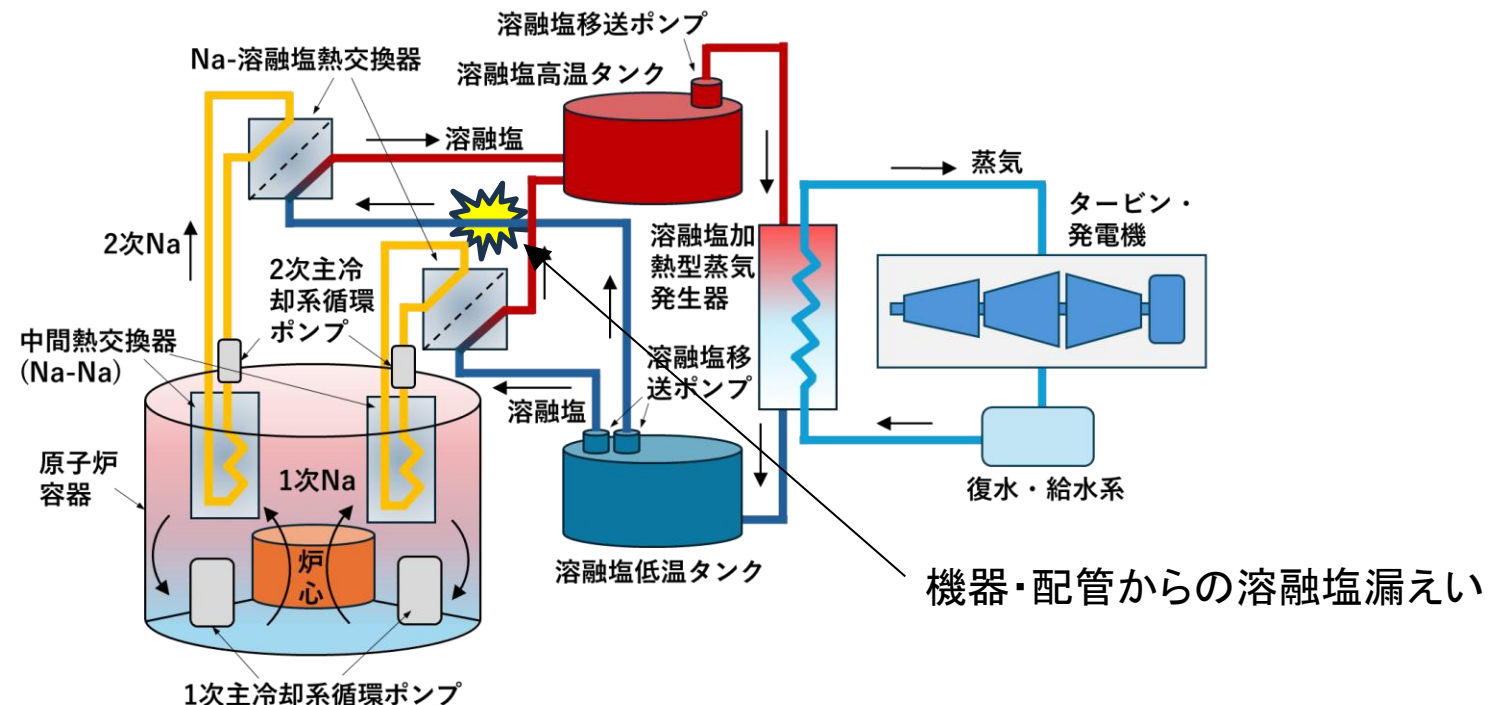 溶融塩移送ポンプ
Na-溶融塩熱交換器
溶融塩高温タンク
溶融塩
蒸気
タービン・
発電機
2次Na
2次主冷
却系循環
ポンプ
溶融塩加
熱型蒸気
発生器
中間熱交換器
(Na-Na)
溶融塩移
送ポンプ
溶融塩
原子炉
容器
1次Na
復水・給水系
炉
心
溶融塩低温タンク
機器・配管からの溶融塩漏えい
1次主冷却系循環ポンプ